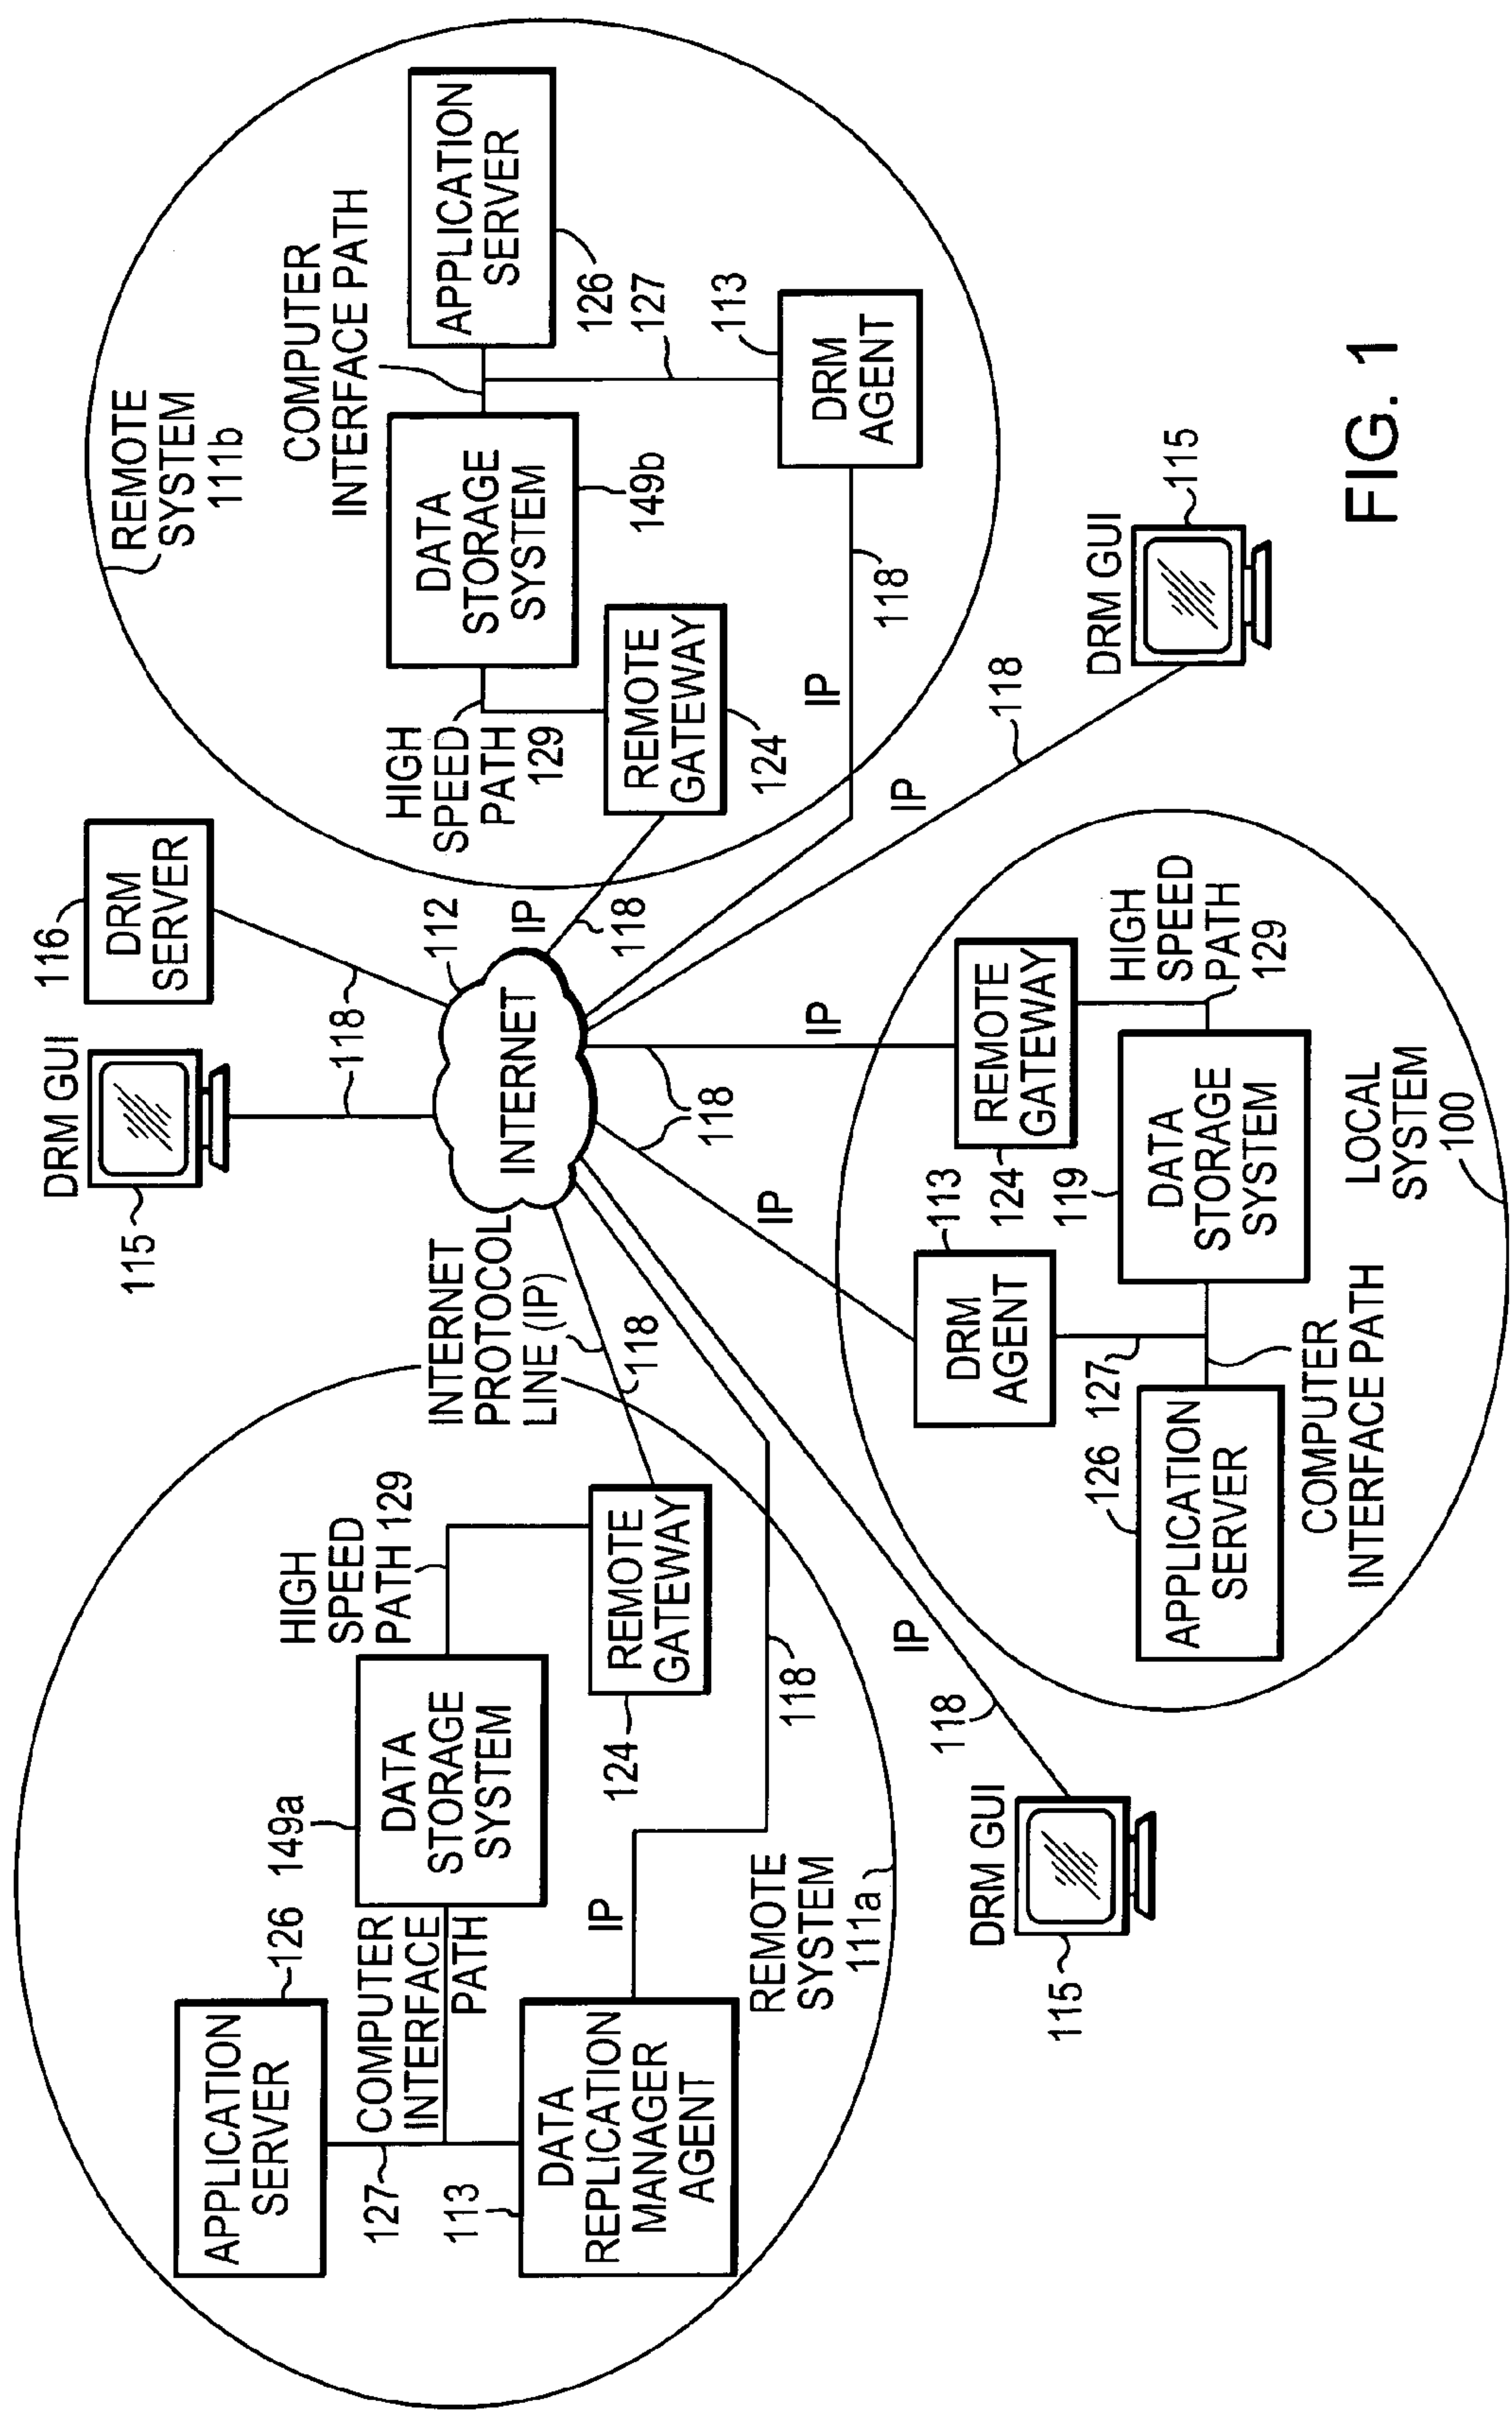 REMOTE
SYSTEM
111b
COMPUTER
INTERFACE PATH
APPLICATION
SERVER
126
127
DATA
STORAGE
SYSTEM
149b
113
DRM
AGENT
HIGH
SPEED
PATH
129
REMOTE
GATEWAY
124
IP
118
IP
118
116
DRM
SERVER
118
DRM GUI
115
112
INTERNET
INTERNET
PROTOCOL
LINE (IP)
118
118
IP
IP
IP
118
DRM GUI
115
APPLICATION
SERVER
126
149a
DATA
STORAGE
SYSTEM
HIGH
SPEED
PATH 129
COMPUTER
INTERFACE
PATH
127
113
DATA
REPLICATION
MANAGER
AGENT
IP
REMOTE
GATEWAY
124
118
REMOTE
SYSTEM
111a
DRM GUI
115
118
IP
113
DRM
AGENT
124
REMOTE
GATEWAY
HIGH
SPEED
PATH
129
119
DATA
STORAGE
SYSTEM
126
127
APPLICATION
SERVER
COMPUTER
INTERFACE PATH
LOCAL
SYSTEM
100
FIG. 1